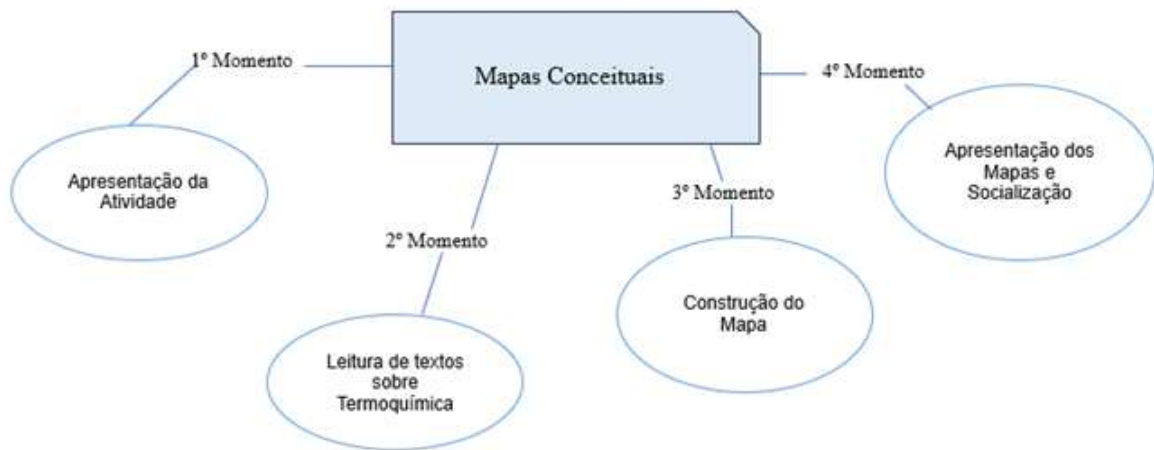 Mapas Conceituais
1º Momento
Apresentação da
Atividade
2º Momento
Leitura de textos
sobre
Termoquímica
3º Momento
Construção do
Mapa
4º Momento
Apresentação dos
Mapas e
Socialização